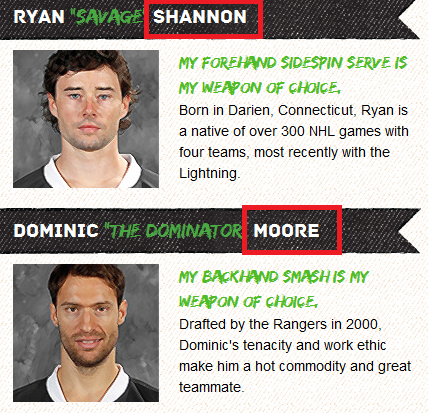 RYAN "SAVAGE" SHANNON
MY FOREHAND SIDESPIN SERVE IS
MY WEAPON OF CHOICE.
Born in Darien, Connecticut, Ryan is
a native of over 300 NHL games with
four teams, most recently with the
Lightning.
DOMINIC "THE DOMINATOR MOORE
MY BACKHAND SMASH IS MY
WEAPON OF CHOICE.
Drafted by the Rangers in 2000,
Dominic's tenacity and work ethic
make him a hot commodity and great
teammate.